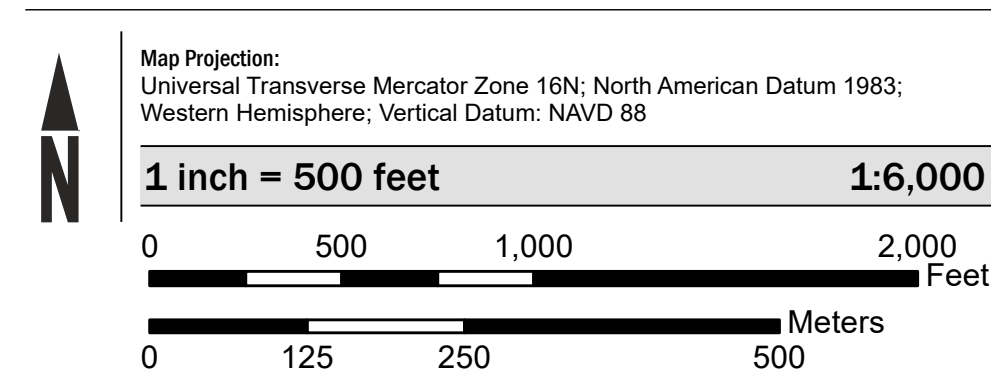 Map Projection:
Universal Transverse Mercator Zone 16N; North American Datum 1983;
Western Hemisphere; Vertical Datum: NAVD 88
N
1 inch = 500 feet 1:6,000
0 500 1,000 2,000
Feet
Meters
0 125 250 500